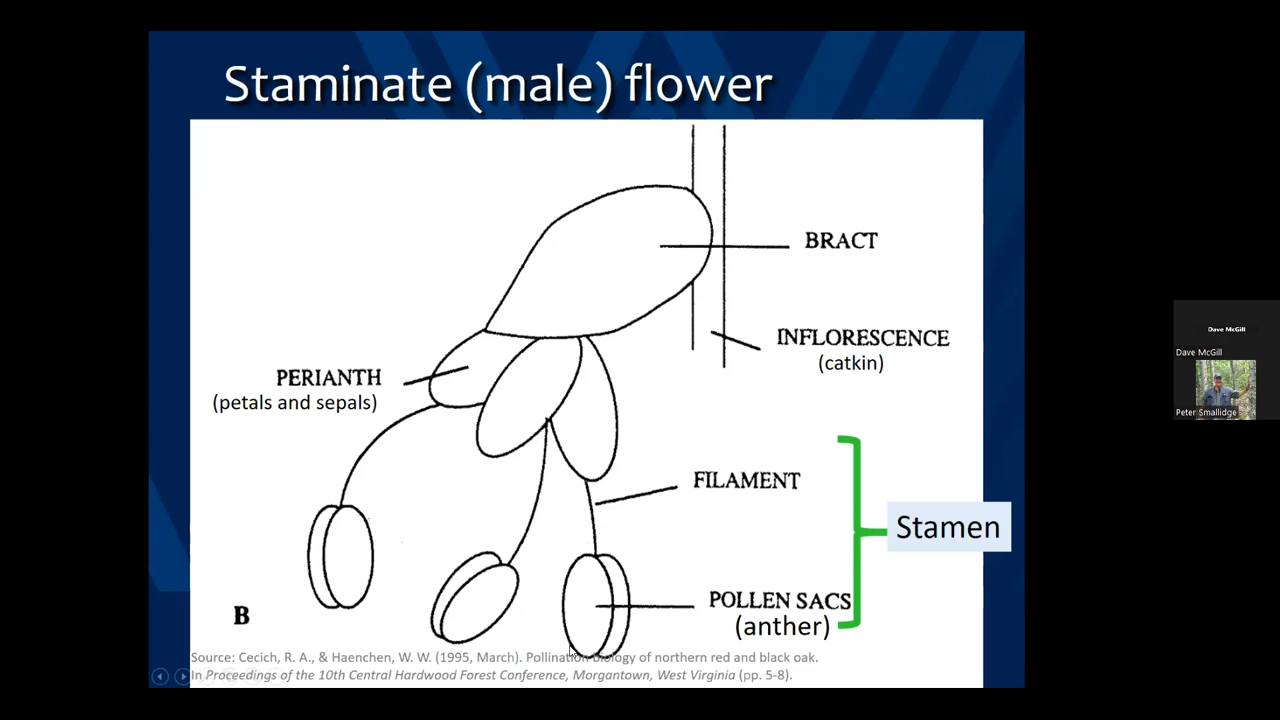 Staminate (male) flower
BRACT
INFLORESCENCE
(catkin)
PERIANTH
(petals and sepals)
FILAMENT
Stamen
POLLEN SACS
(anther)
B
Source: Cecich, R. A., & Haenchen, W. W. (1995, March). Pollination biology of northern red and black oak.
In Proceedings of the 10th Central Hardwood Forest Conference, Morgantown, West Virginia (pp. 5-8).
Dave McGill
Dave McGill
Peter Smallidge